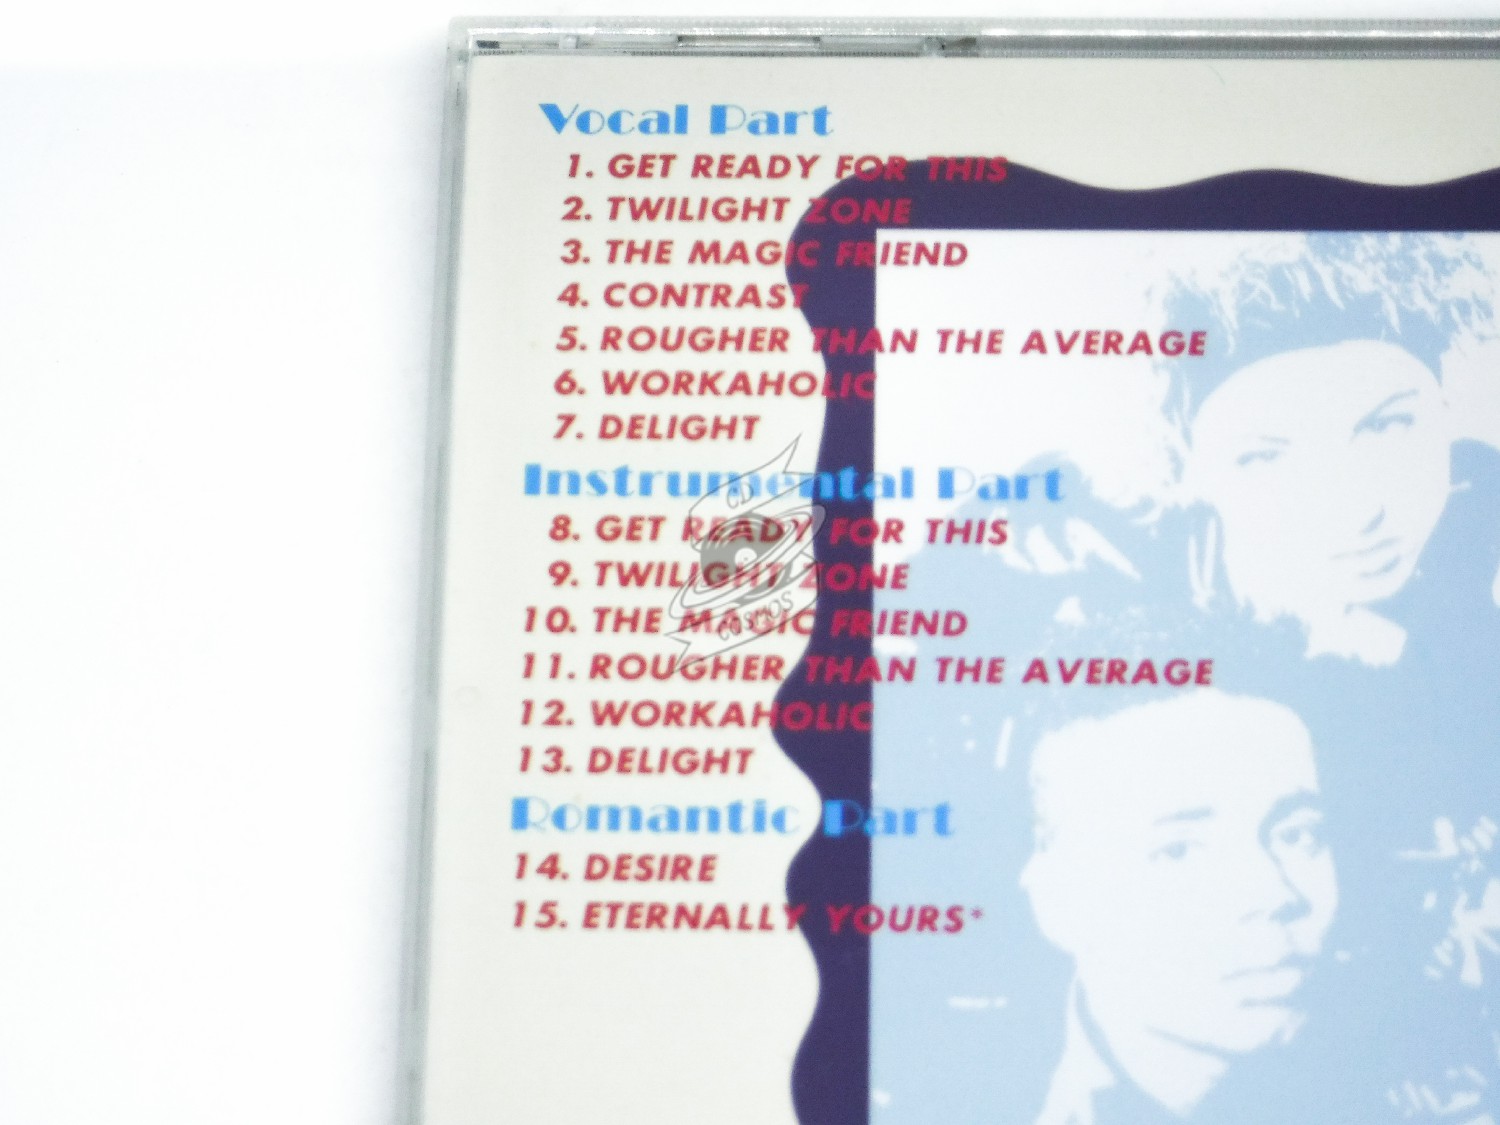 Vocal Part
1. GET READY FOR THIS
2. TWILIGHT ZONE
3. THE MAGIC FRIEND
4. CONTRAST
5. ROUGHER THAN THE AVERAGE
6. WORKAHOLIC
7. DELIGHT
Instrumental Part
8. GET READY FOR THIS
9. TWILIGHT ZONE
10. THE MAGIC FRIEND
11. ROUGHER THAN THE AVERAGE
12. WORKAHOLIC
13. DELIGHT
Romantic Part
14. DESIRE
15. ETERNALLY YOURS*
CD
COSMOS